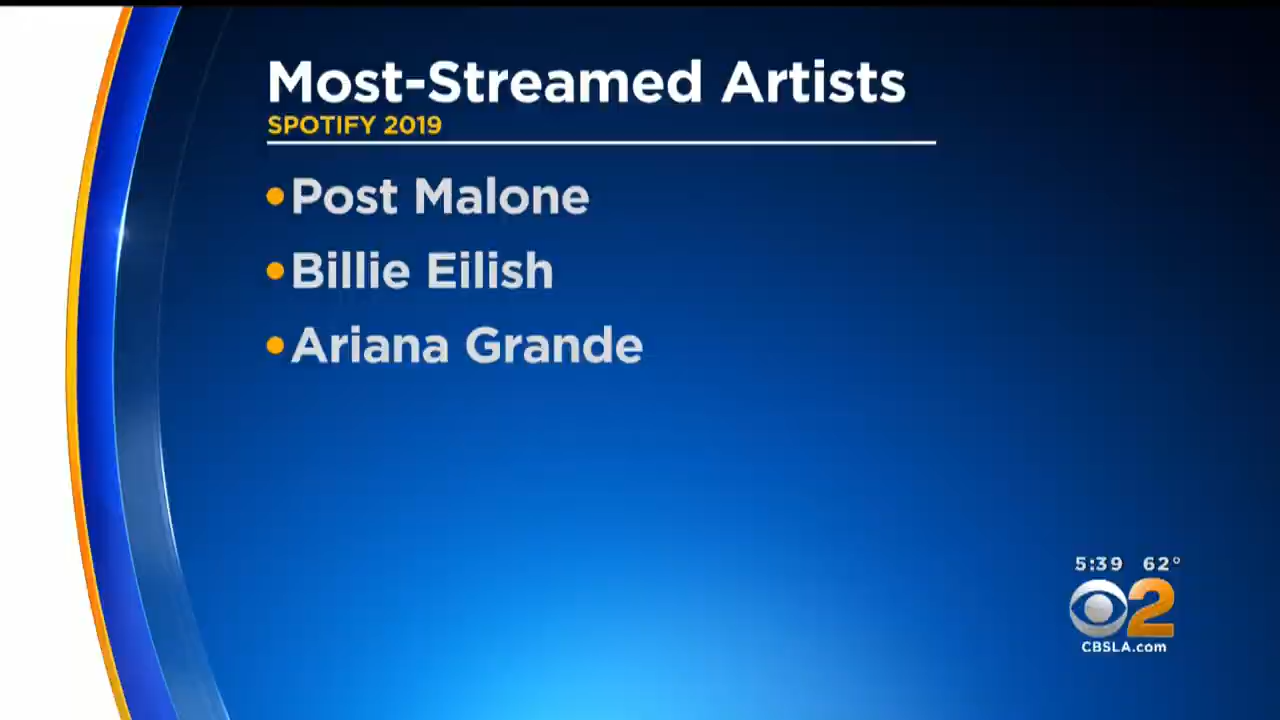 Most-Streamed Artists
SPOTIFY 2019
•Post Malone
•Billie Eilish
•Ariana Grande
5:39 62°
2
CBSLA.com